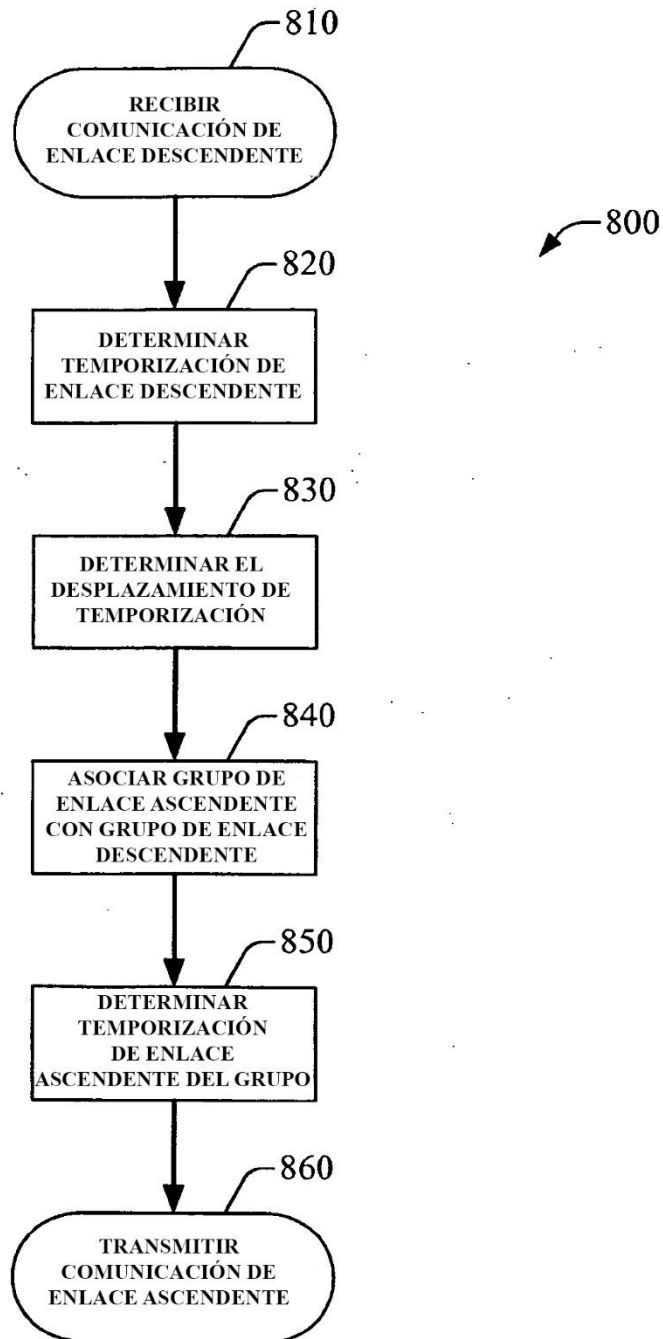 810
RECIBIR
COMUNICACIÓN DE
ENLACE DESCENDENTE
800
820
DETERMINAR
TEMPORIZACIÓN DE
ENLACE DESCENDENTE
830
DETERMINAR EL
DESPLAZAMIENTO DE
TEMPORIZACIÓN
840
ASOCIAR GRUPO DE
ENLACE ASCENDENTE
CON GRUPO DE ENLACE
DESCENDENTE
850
DETERMINAR
TEMPORIZACIÓN
DE ENLACE
ASCENDENTE DEL GRUPO
860
TRANSMITIR
COMUNICACIÓN DE
ENLACE ASCENDENTE